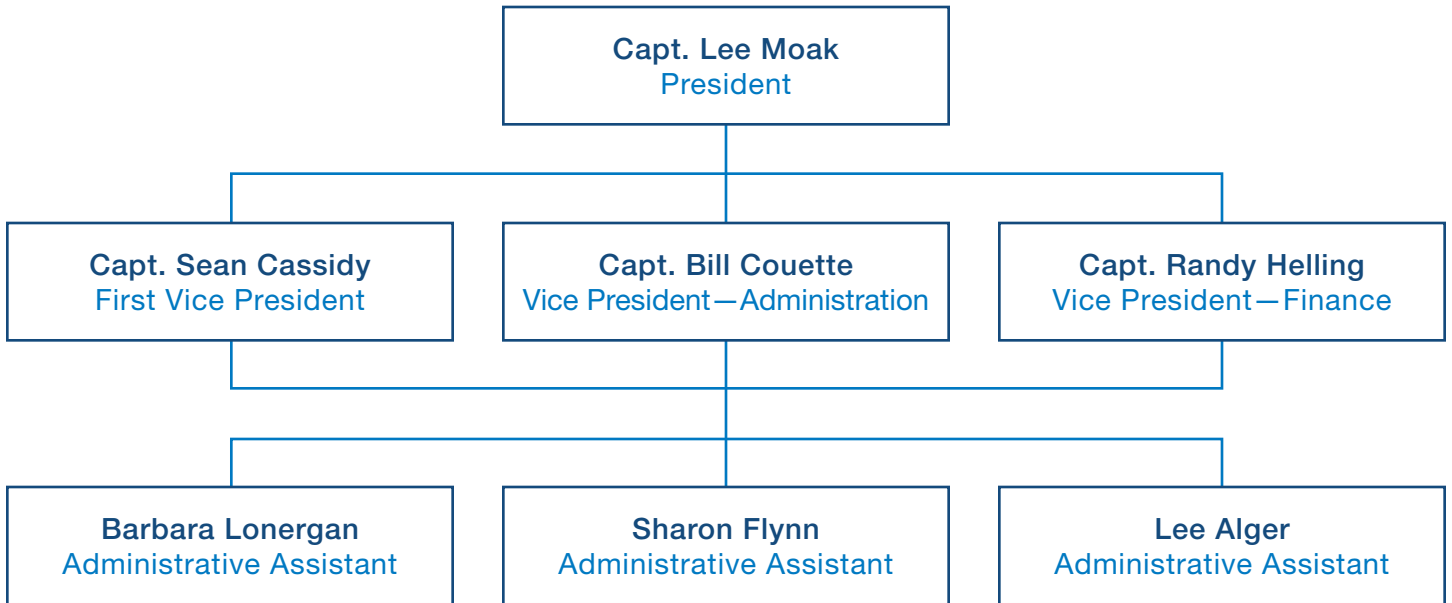 Capt. Lee Moak
President
Capt. Sean Cassidy
First Vice President
Capt. Bill Couette
Vice President—Administration
Capt. Randy Helling
Vice President—Finance
Barbara Lonergan
Administrative Assistant
Sharon Flynn
Administrative Assistant
Lee Alger
Administrative Assistant